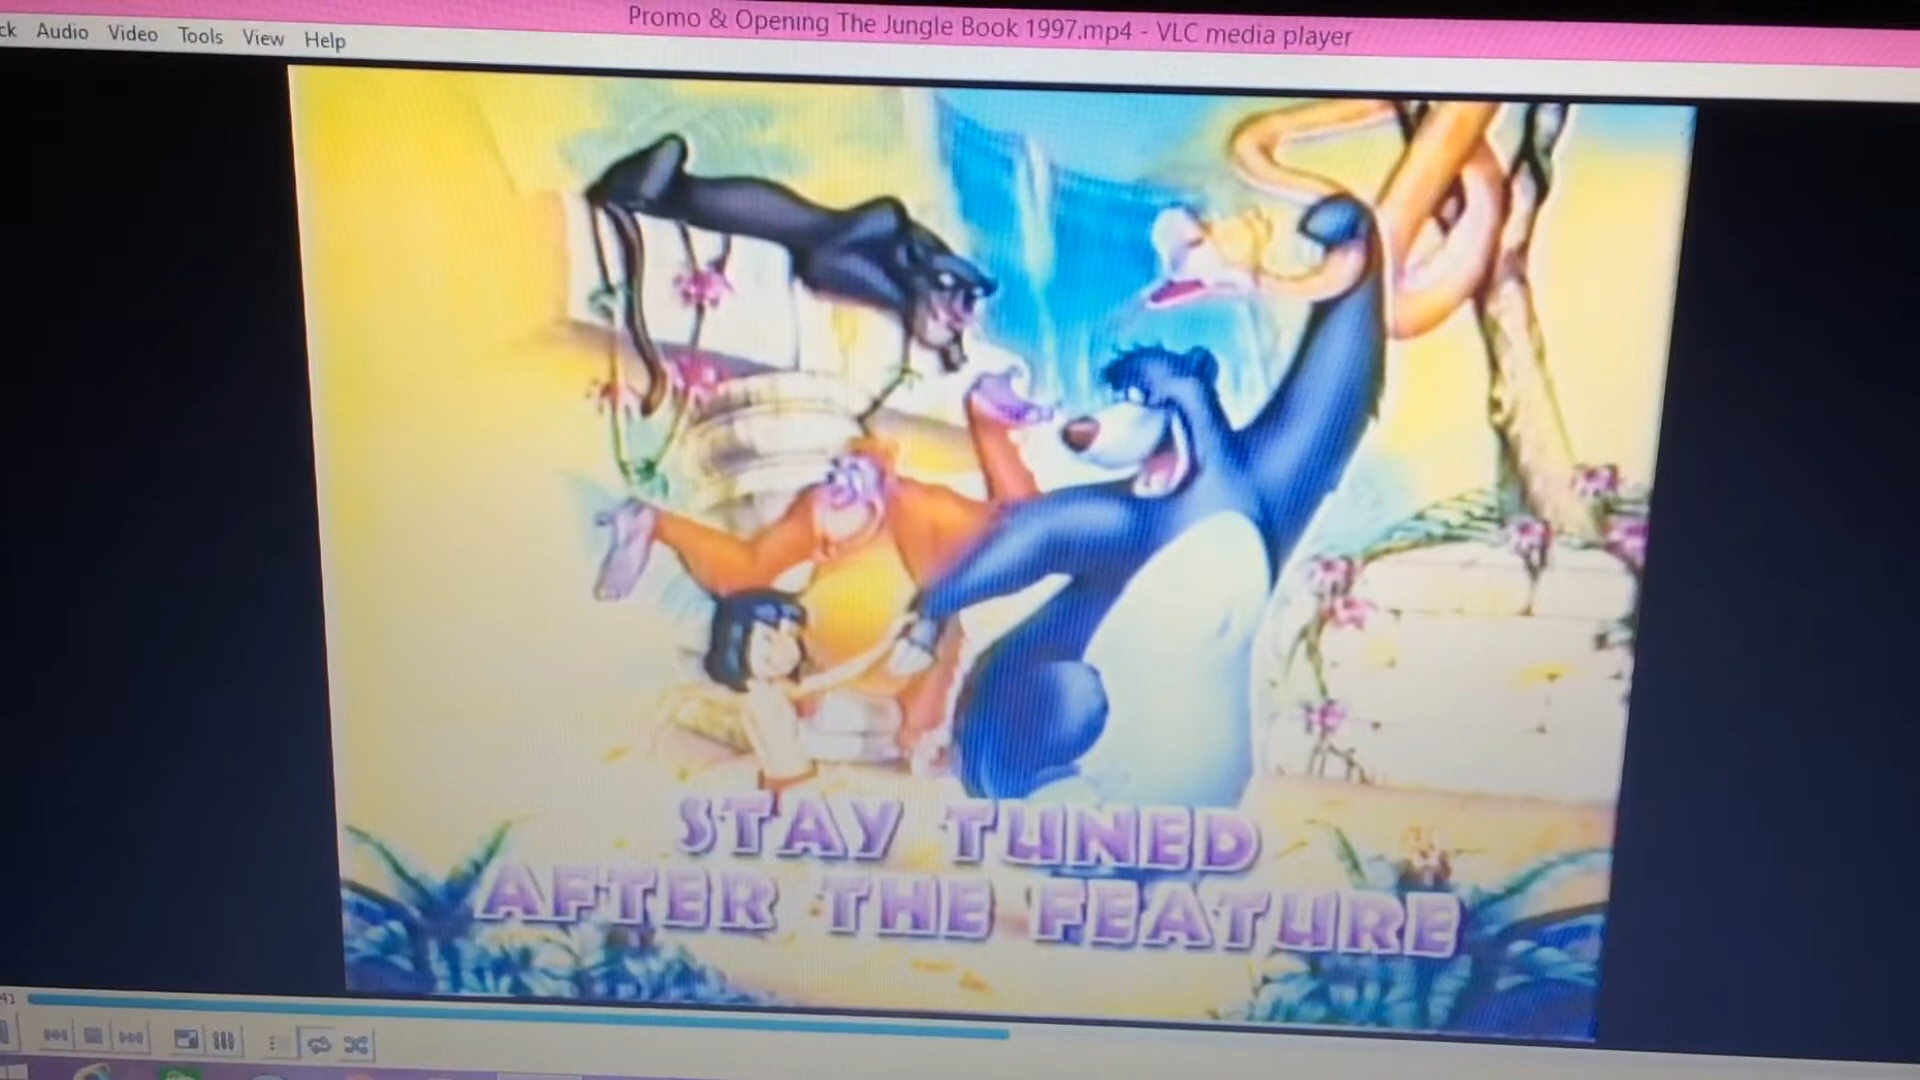 Promo & Opening The Jungle Book 1997.mp4 - VLC media player
ck Audio Video Tools View Help
STAY TUNED
AFTER THE FEATURE
41